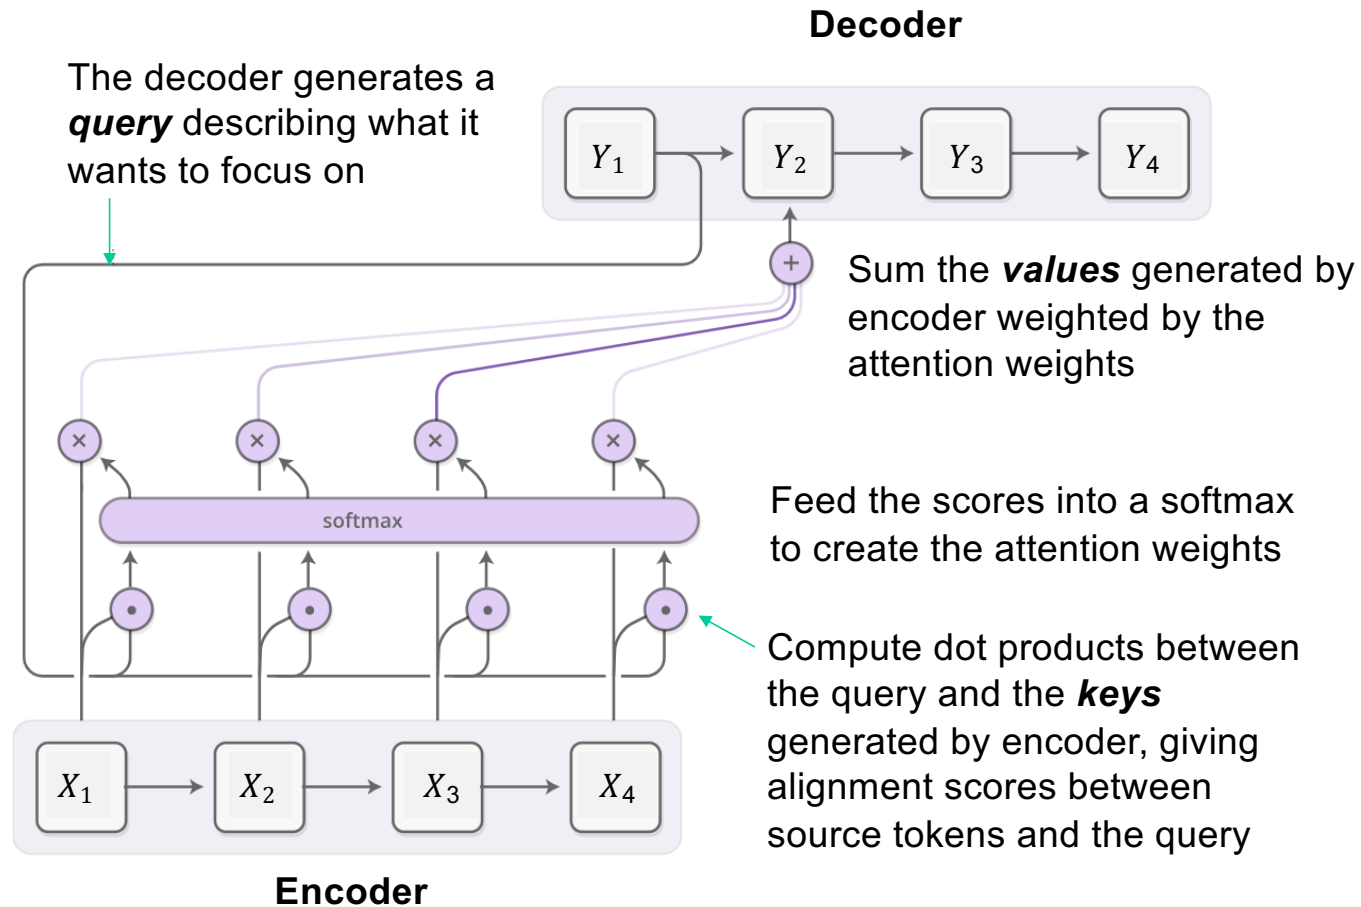 Decoder
The decoder generates a
query describing what it
wants to focus on
Y1 Y2 Y3 Y4
+
Sum the values generated by
encoder weighted by the
attention weights
× × × ×
Feed the scores into a softmax
to create the attention weights
softmax
Compute dot products between
the query and the keys
generated by encoder, giving
alignment scores between
source tokens and the query
X1 X2 X3 X4
Encoder